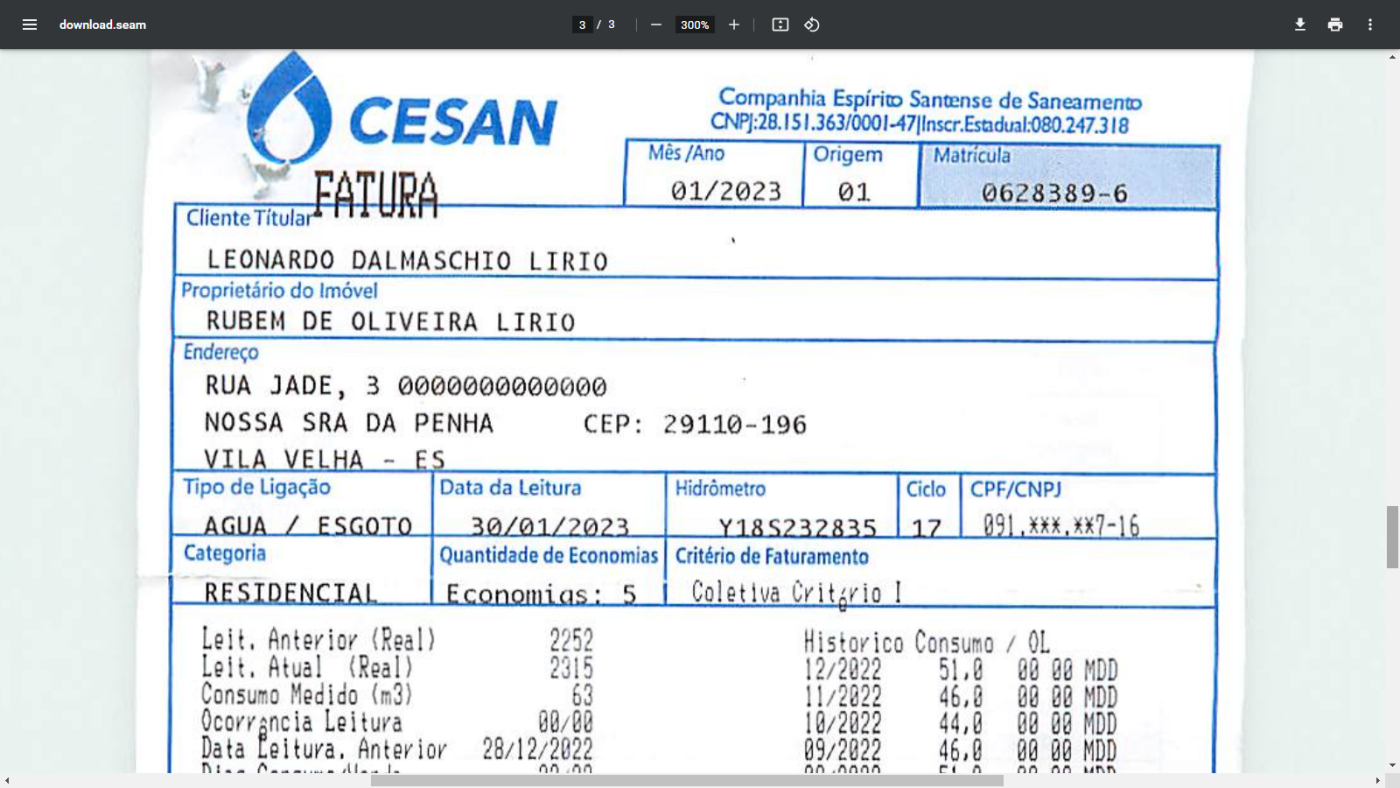 download.seam
3 / 3
300%
CESAN
Companhia Espírito Santense de Saneamento
CNPJ:28.151.363/0001-47|Inscr.Estadual:080.247.318
FATURA
Mês /Ano Origem Matrícula
01/2023 01 0628389-6
Cliente Títular
LEONARDO DALMASCHIO LIRIO
Proprietário do Imóvel
RUBEM DE OLIVEIRA LIRIO
Endereço
RUA JADE, 3 0000000000000
NOSSA SRA DA PENHA CEP: 29110-196
VILA VELHA - ES
Tipo de Ligação Data da Leitura Hidrômetro Ciclo CPF/CNPJ
AGUA / ESGOTO 30/01/2023 Y18S232835 17 091.***.**7-16
Categoria Quantidade de Economias Critério de Faturamento
RESIDENCIAL Economias: 5 Coletiva Critério I
Leit. Anterior (Real) 2252 Historico Consumo / OL
Leit. Atual (Real) 2315 12/2022 51,0 00 00 MDD
Consumo Medido (m3) 63 11/2022 46,0 00 00 MDD
Ocorrencia Leitura 00/00 10/2022 44,0 00 00 MDD
Data Leitura. Anterior 28/12/2022 09/2022 46,0 00 00 MDD